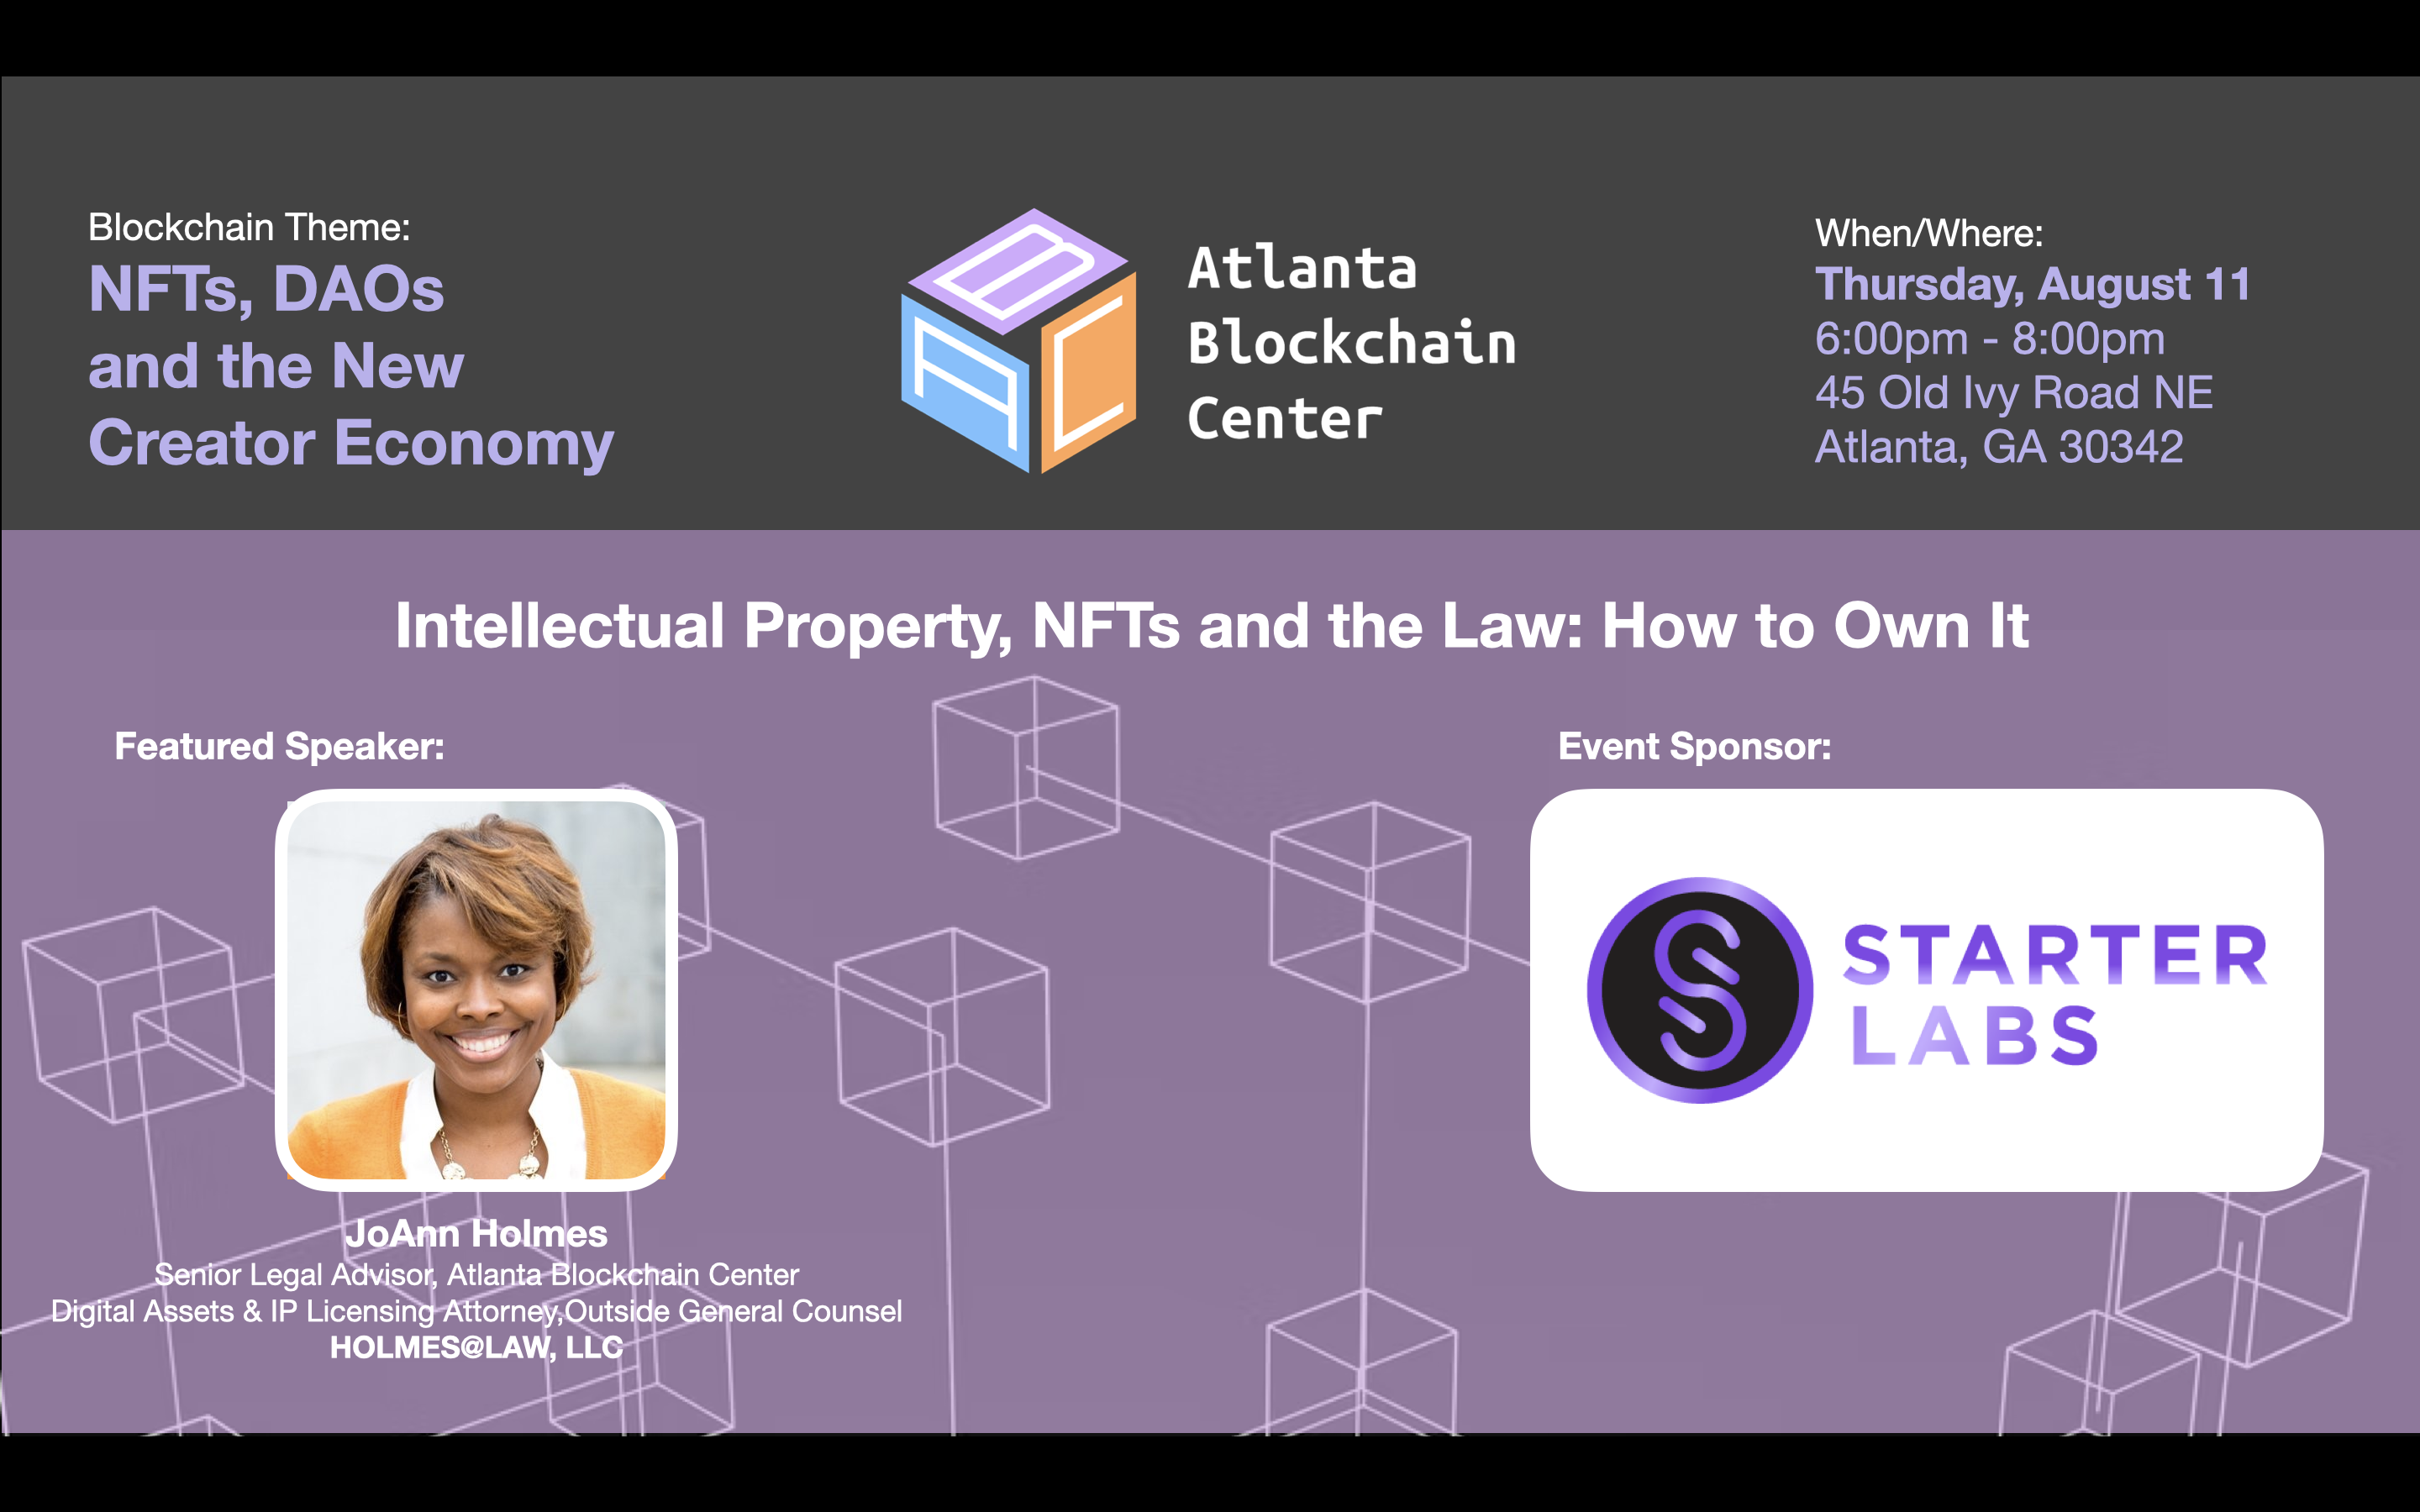 Blockchain Theme:
NFTs, DAOs
and the New
Creator Economy
B
A
C
Atlanta
Blockchain
Center
When/Where:
Thursday, August 11
6:00pm - 8:00pm
45 Old Ivy Road NE
Atlanta, GA 30342
Intellectual Property, NFTs and the Law: How to Own It
Featured Speaker:
JoAnn Holmes
Senior Legal Advisor, Atlanta Blockchain Center
Digital Assets & IP Licensing Attorney,Outside General Counsel
HOLMES@LAW, LLC
Event Sponsor:
S
STARTER
LABS